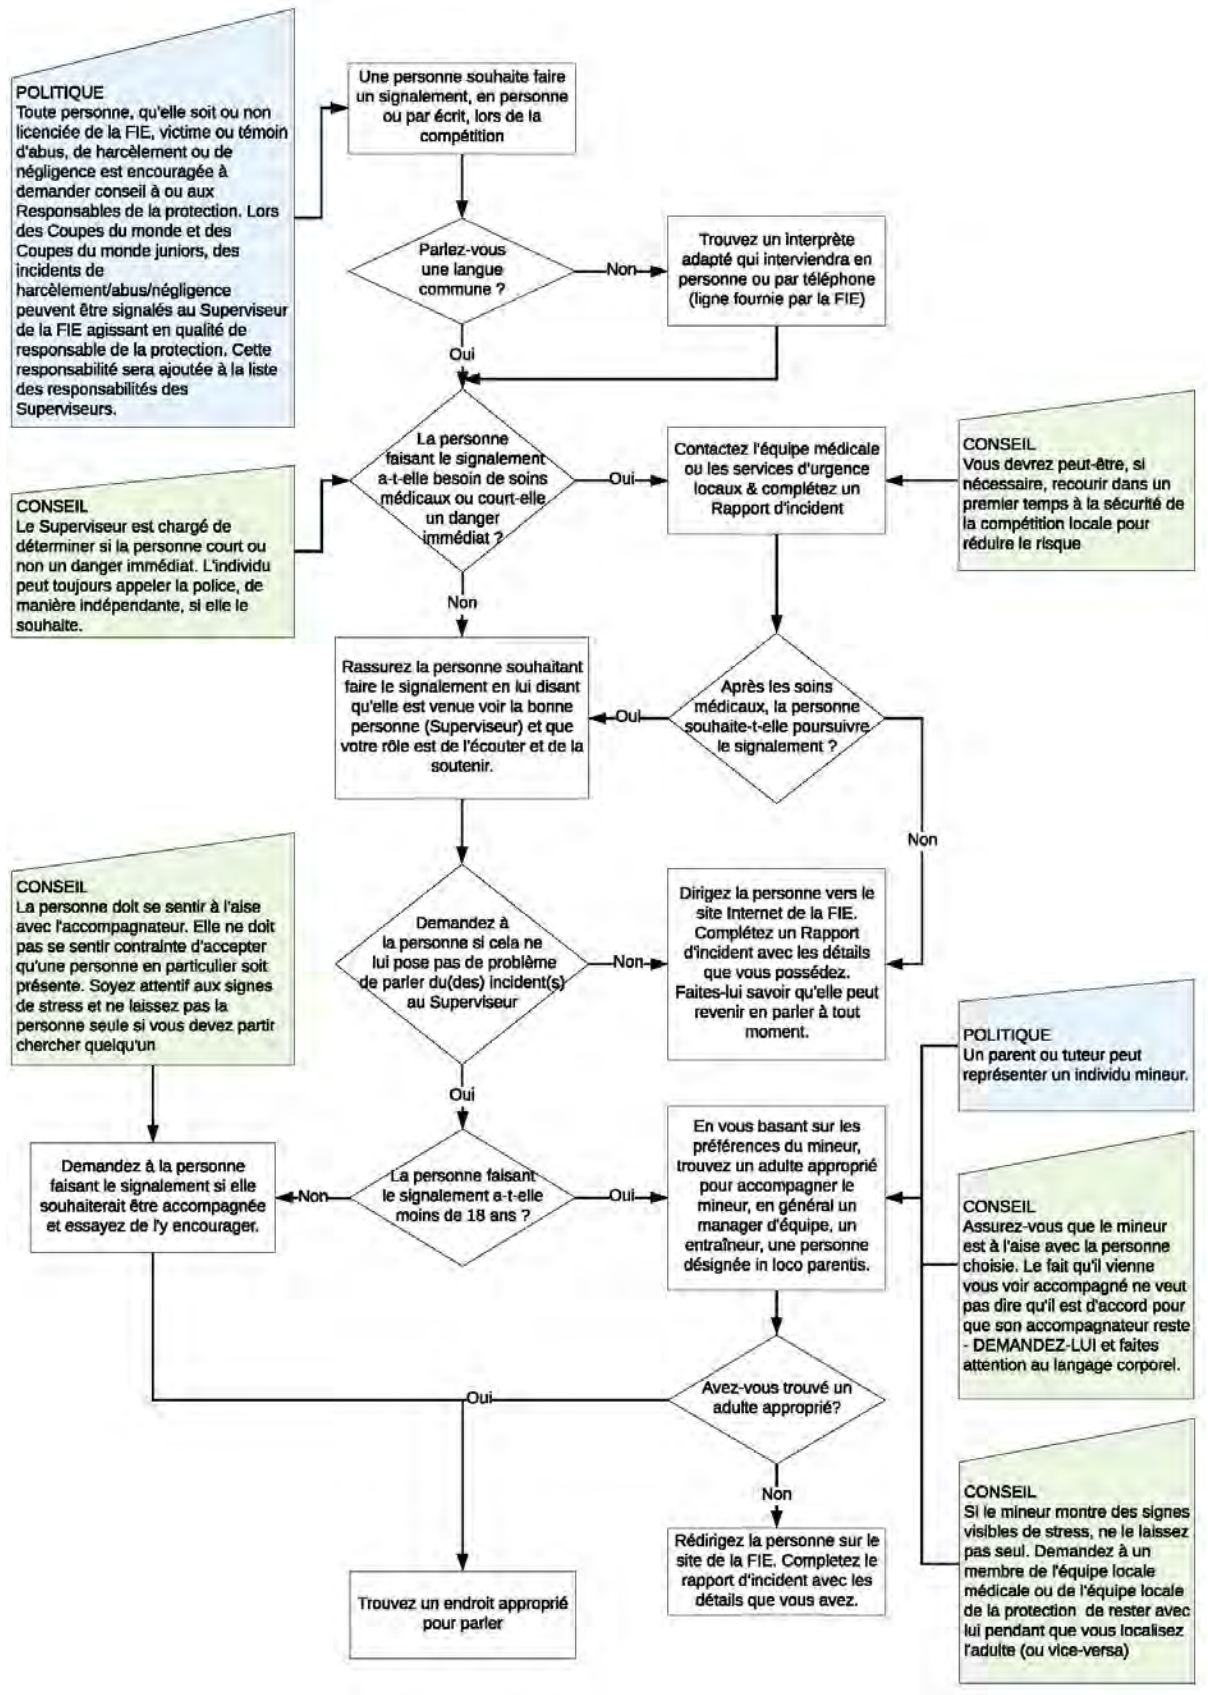 POLITIQUE
Toute personne, qu'elle soit ou non
licenciée de la FIE, victime ou témoin
d'abus, de harcèlement ou de
négligence est encouragée à
demander conseil à ou aux
Responsables de la protection. Lors
des Coupes du monde et des
Coupes du monde juniors, des
incidents de
harcèlement/abus/négligence
peuvent être signalés au Superviseur
de la FIE agissant en qualité de
responsable de la protection. Cette
responsabilité sera ajoutée à la liste
des responsabilités des
Superviseurs.
Une personne souhaite faire
un signalement, en personne
ou par écrit, lors de la
compétition
Parlez-vous
une langue
commune ?
Non
Trouvez un interprète
adapté qui interviendra en
personne ou par téléphone
(ligne fournie par la FIE)
Oui
La personne
faisant le signalement
a-t-elle besoin de soins
médicaux ou court-elle
un danger
immédiat ?
Oui
Contactez l'équipe médicale
ou les services d'urgence
locaux & complétez un
Rapport d'incident
CONSEIL
Vous devrez peut-être, si
nécessaire, recourir dans un
premier temps à la sécurité de
la compétition locale pour
réduire le risque
CONSEIL
Le Superviseur est chargé de
déterminer si la personne court ou
non un danger immédiat. L'individu
peut toujours appeler la police, de
manière indépendante, si elle le
souhaite.
Non
Rassurez la personne souhaitant
faire le signalement en lui disant
qu'elle est venue voir la bonne
personne (Superviseur) et que
votre rôle est de l'écouter et de la
soutenir.
Oui
Après les soins
médicaux, la personne
souhaite-t-elle poursuivre
le signalement ?
Non
CONSEIL
La personne doit se sentir à l'aise
avec l'accompagnateur. Elle ne doit
pas se sentir contrainte d'accepter
qu'une personne en particulier soit
présente. Soyez attentif aux signes
de stress et ne laissez pas la
personne seule si vous devez partir
chercher quelqu'un
Demandez à
la personne si cela ne
lui pose pas de problème
de parler du(des) incident(s)
au Superviseur
Non
Dirigez la personne vers le
site Internet de la FIE.
Complétez un Rapport
d'incident avec les détails
que vous possédez.
Faites-lui savoir qu'elle peut
revenir en parler à tout
moment.
POLITIQUE
Un parent ou tuteur peut
représenter un individu mineur.
Oui
Demandez à la personne
faisant le signalement si elle
souhaiterait être accompagnée
et essayez de l'y encourager.
Non
La personne faisant
le signalement a-t-elle
moins de 18 ans ?
Oui
En vous basant sur les
préférences du mineur,
trouvez un adulte approprié
pour accompagner le
mineur, en général un
manager d'équipe, un
entraîneur, une personne
désignée in loco parentis.
CONSEIL
Assurez-vous que le mineur
est à l'aise avec la personne
choisie. Le fait qu'il vienne
vous voir accompagné ne veut
pas dire qu'il est d'accord pour
que son accompagnateur reste
- DEMANDEZ-LUI et faites
attention au langage corporel.
Oui
Avez-vous trouvé un
adulte approprié?
Non
CONSEIL
Si le mineur montre des signes
visibles de stress, ne le laissez
pas seul. Demandez à un
membre de l'équipe locale
médicale ou de l'équipe locale
de la protection de rester avec
lui pendant que vous localisez
l'adulte (ou vice-versa)
Rédirigez la personne sur le
site de la FIE. Completez le
rapport d'incident avec les
détails que vous avez.
Trouvez un endroit approprié
pour parler